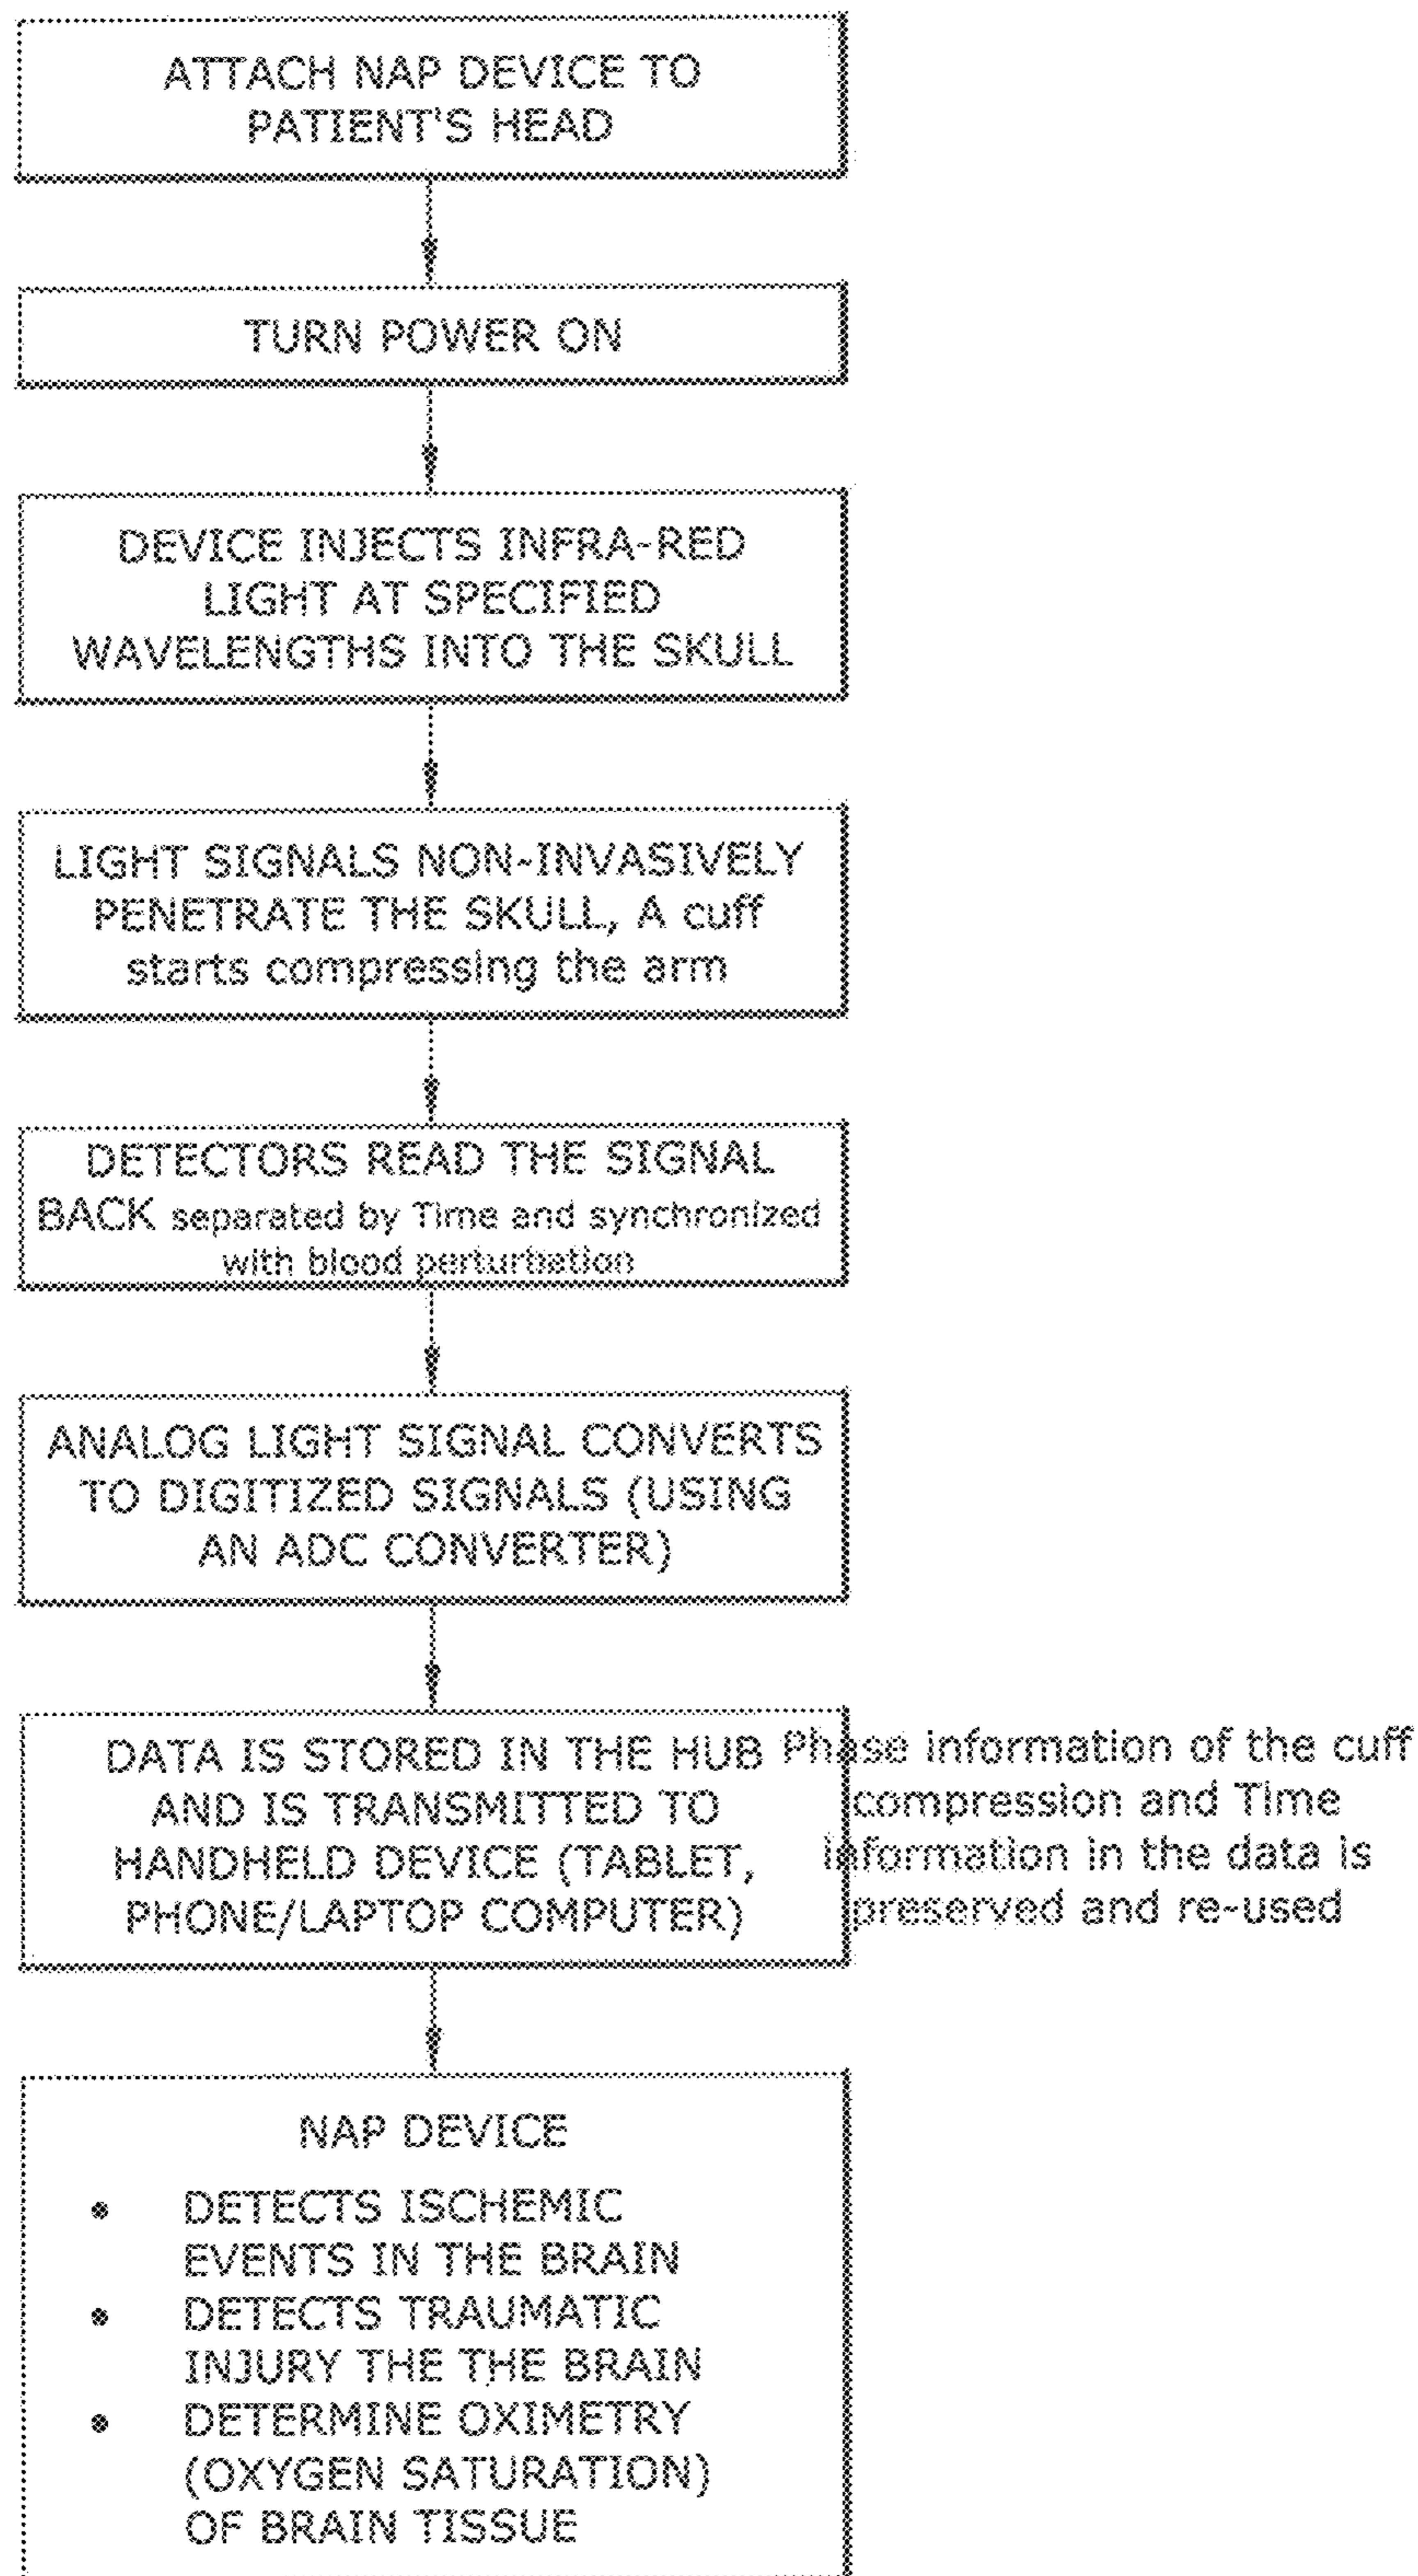 ATTACH NAP DEVICE TO
PATIENT'S HEAD
TURN POWER ON
DEVICE INJECTS INFRA-RED
LIGHT AT SPECIFIED
WAVELENGTHS INTO THE SKULL
LIGHT SIGNALS NON-INVASIVELY
PENETRATE THE SKULL, A cuff
starts compressing the arm
DETECTORS READ THE SIGNAL
BACK separated by Time and synchronized
with blood perturbation
ANALOG LIGHT SIGNAL CONVERTS
TO DIGITIZED SIGNALS (USING
AN ADC CONVERTER)
DATA IS STORED IN THE HUB
AND IS TRANSMITTED TO
HANDHELD DEVICE (TABLET,
PHONE/LAPTOP COMPUTER)
Phase information of the cuff
compression and Time
information in the data is
preserved and re-used
NAP DEVICE
• DETECTS ISCHEMIC
EVENTS IN THE BRAIN
• DETECTS TRAUMATIC
INJURY THE THE BRAIN
• DETERMINE OXIMETRY
(OXYGEN SATURATION)
OF BRAIN TISSUE